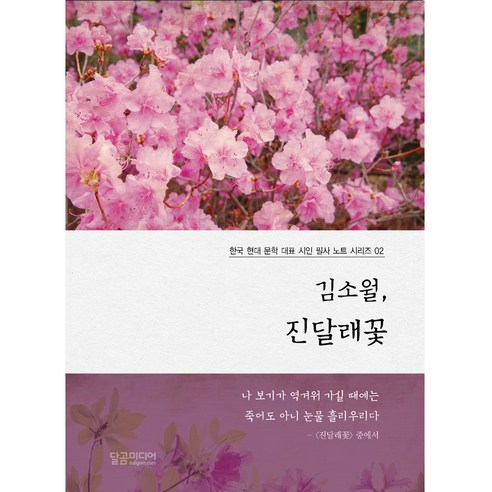 한국 현대 문학 대표 시인 필사 노트 시리즈 02
김소월,
진달래꽃
나 보기가 역겨워 가실 때에는
죽어도 아니 눈물 흘리우리다
- 〈진달래꽃〉 중에서
달곰미디어